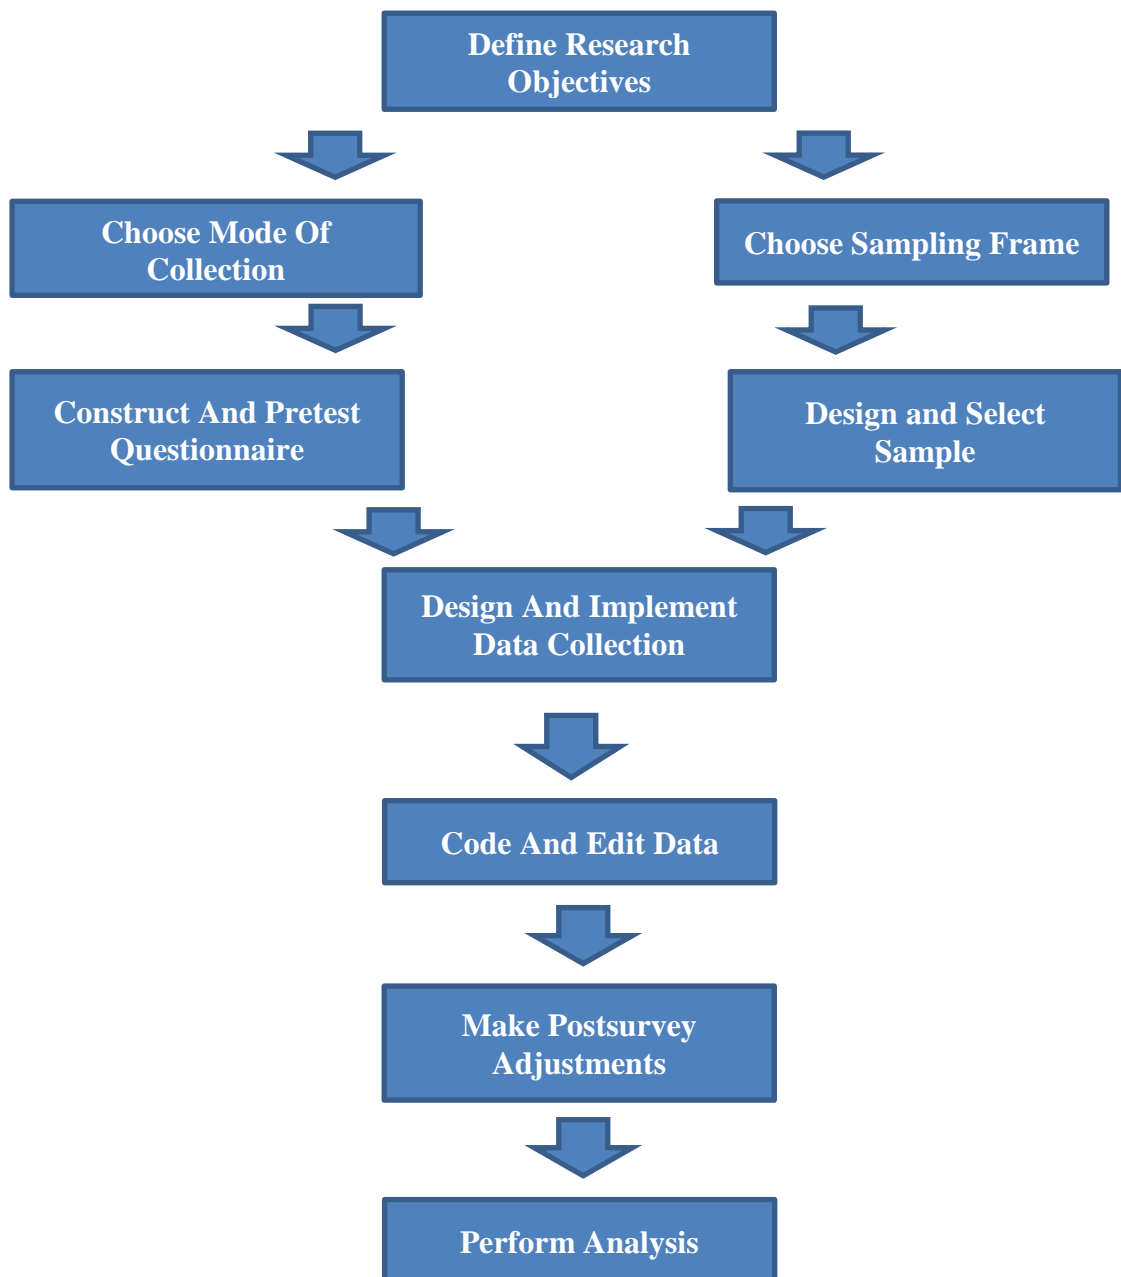 Define Research
Objectives
Choose Mode Of
Collection
Choose Sampling Frame
Construct And Pretest
Questionnaire
Design and Select
Sample
Design And Implement
Data Collection
Code And Edit Data
Make Postsurvey
Adjustments
Perform Analysis